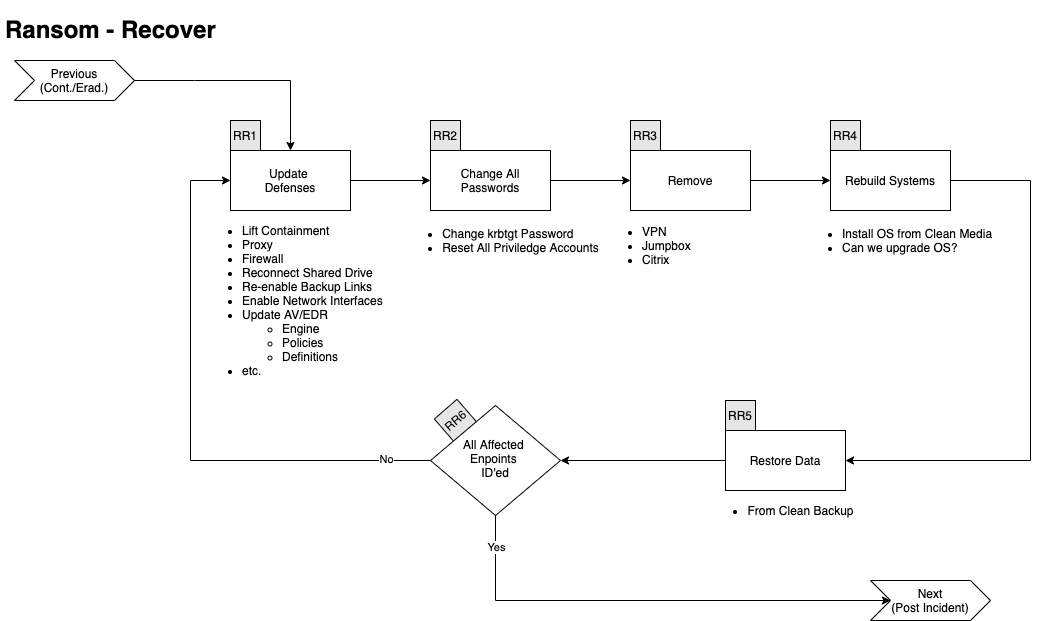 Ransom - Recover
Previous
(Cont./Erad.)
RR1
Update
Defenses
Lift Containment
Proxy
Firewall
Reconnect Shared Drive
Re-enable Backup Links
Enable Network Interfaces
Update AV/EDR
Engine
Policies
Definitions
etc.
RR2
Change All
Passwords
Change krbtgt Password
Reset All Priviledge Accounts
RR3
Remove
VPN
Jumpbox
Citrix
RR4
Rebuild Systems
Install OS from Clean Media
Can we upgrade OS?
RR5
Restore Data
From Clean Backup
RR6
All Affected
Enpoints
ID'ed
No
Yes
Next
(Post Incident)